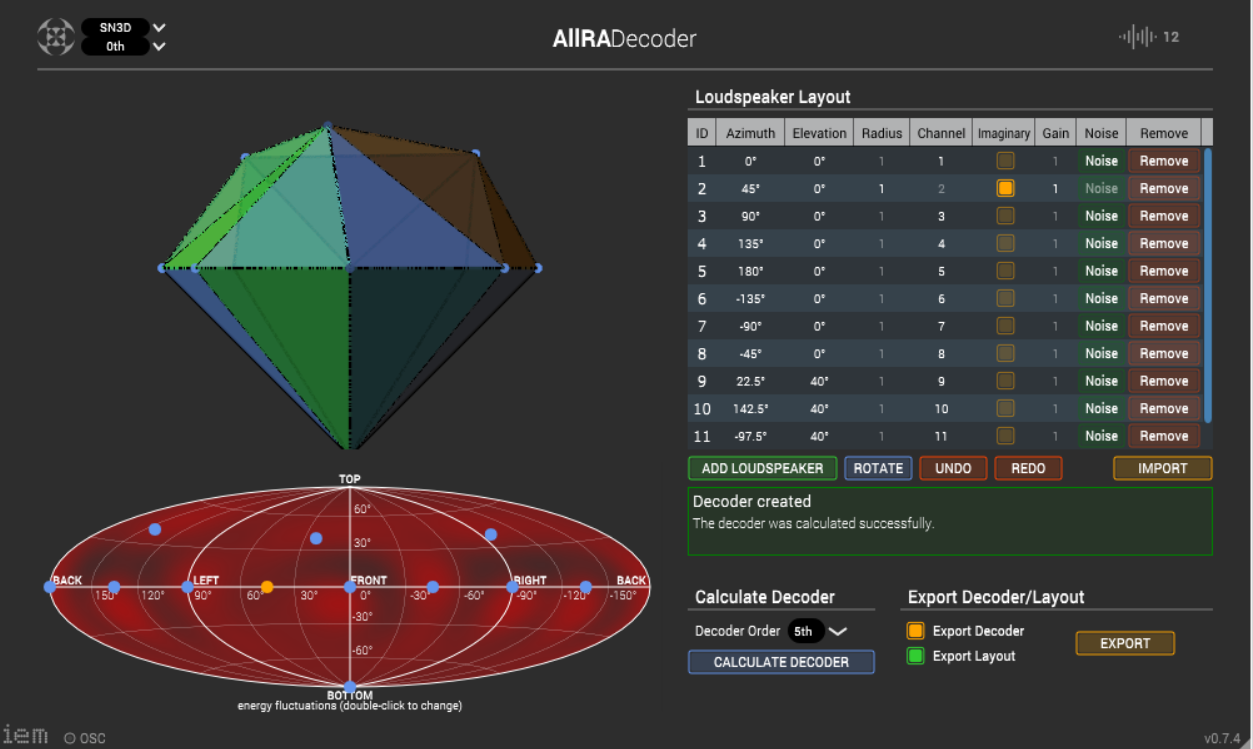 SN3D
0th
AllRADecoder
12
Loudspeaker Layout
ID Azimuth Elevation Radius Channel Imaginary Gain Noise Remove
1 0° 0° 1 1 1 Noise Remove
2 45° 0° 1 2 1 Noise Remove
3 90° 0° 1 3 1 Noise Remove
4 135° 0° 1 4 1 Noise Remove
5 180° 0° 1 5 1 Noise Remove
6 -135° 0° 1 6 1 Noise Remove
7 -90° 0° 1 7 1 Noise Remove
8 -45° 0° 1 8 1 Noise Remove
9 22.5° 40° 1 9 1 Noise Remove
10 142.5° 40° 1 10 1 Noise Remove
11 -97.5° 40° 1 11 1 Noise Remove
ADD LOUDSPEAKER ROTATE UNDO REDO IMPORT
Decoder created
The decoder was calculated successfully.
TOP
60°
30°
BACK LEFT FRONT RIGHT BACK
150° 120° 90° 60° 30° 0° -30° -60° -90° -120° -150°
-30°
-60°
BOTTOM
energy fluctuations (double-click to change)
Calculate Decoder
Decoder Order 5th
CALCULATE DECODER
Export Decoder/Layout
Export Decoder
Export Layout
EXPORT
iem OSC
v0.7.4